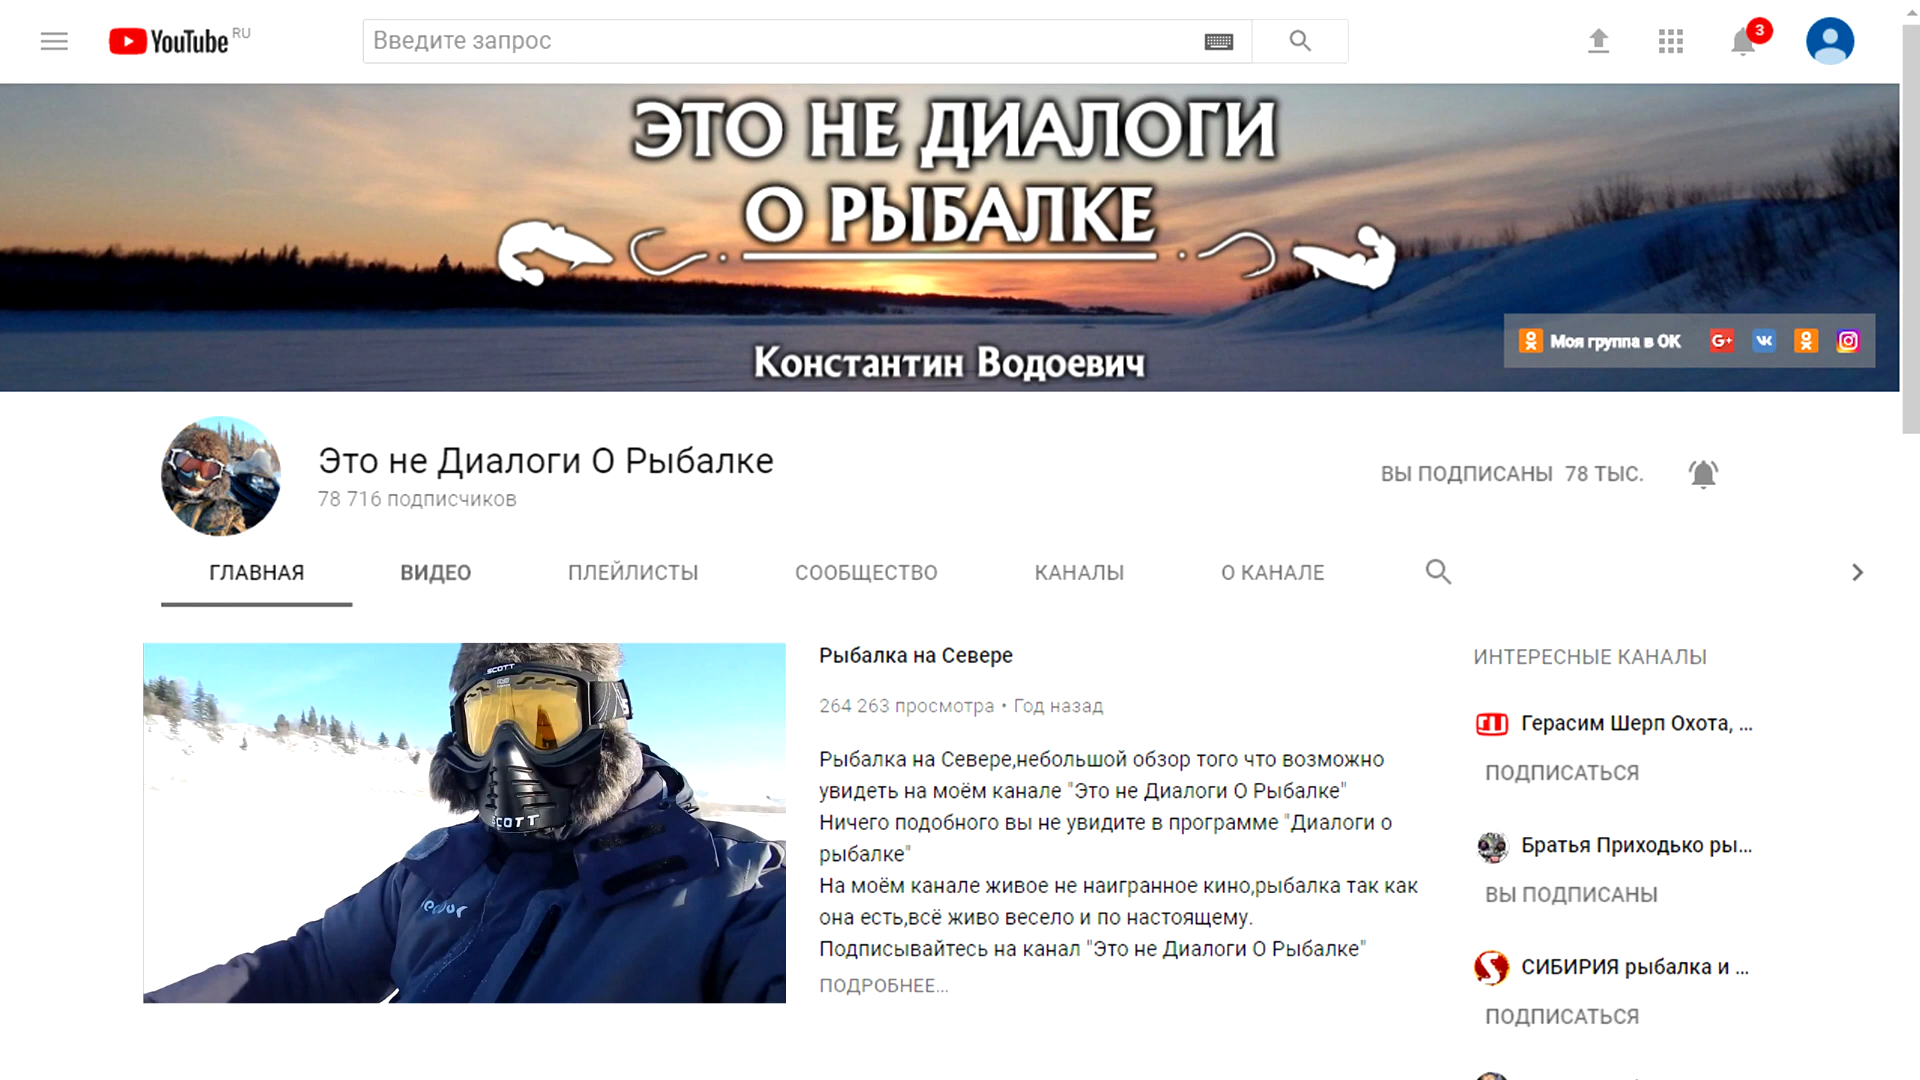 YouTube RU
Введите запрос
3
ЭТО НЕ ДИАЛОГИ
О РЫБАЛКЕ
Константин Водоевич
Моя группа в ОК
G+
Это не Диалоги О Рыбалке
78 716 подписчиков
ВЫ ПОДПИСАНЫ 78 ТЫС.
ГЛАВНАЯ
ВИДЕО
ПЛЕЙЛИСТЫ
СООБЩЕСТВО
КАНАЛЫ
О КАНАЛЕ
SCOTT
SCOTT
Рыбалка на Севере
264 263 просмотра • Год назад
Рыбалка на Севере,небольшой обзор того что возможно
увидеть на моём канале "Это не Диалоги О Рыбалке"
Ничего подобного вы не увидите в программе "Диалоги о
рыбалке"
На моём канале живое не наигранное кино,рыбалка так как
она есть,всё живо весело и по настоящему.
Подписывайтесь на канал "Это не Диалоги О Рыбалке"
ПОДРОБНЕЕ...
ИНТЕРЕСНЫЕ КАНАЛЫ
Герасим Шерп Охота, ...
ПОДПИСАТЬСЯ
Братья Приходько ры...
ВЫ ПОДПИСАНЫ
СИБИРИЯ рыбалка и ...
ПОДПИСАТЬСЯ